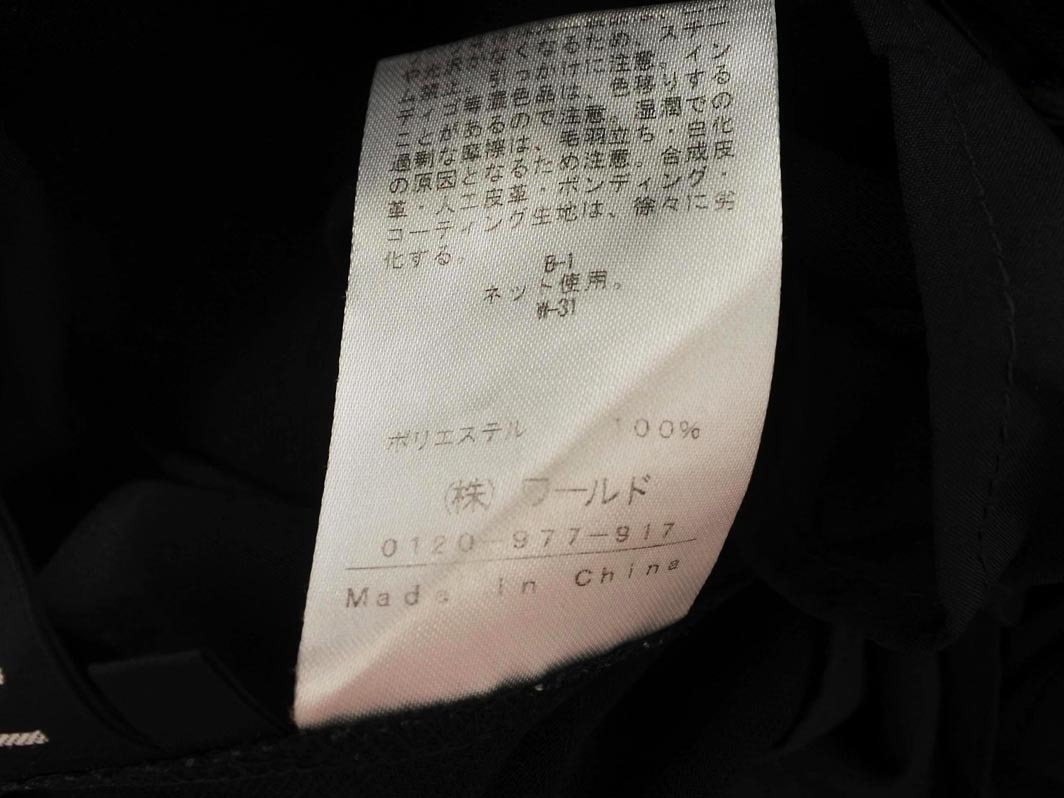 や光沢がなくなるため。スチー
ム禁止。引っかけに注意。イン
ディゴ等濃色品は、色移りする
ことがあるので注意。湿潤での
過剰な摩擦は、毛羽立ち・白化
の原因となるため注意。合成皮
革・人工皮革・ボンディング・
コーティング生地は、徐々に劣
化する。
B-1
ネット使用。
W-31
ポリエステル 100%
(株) ワールド
0120-977-917
Made in China